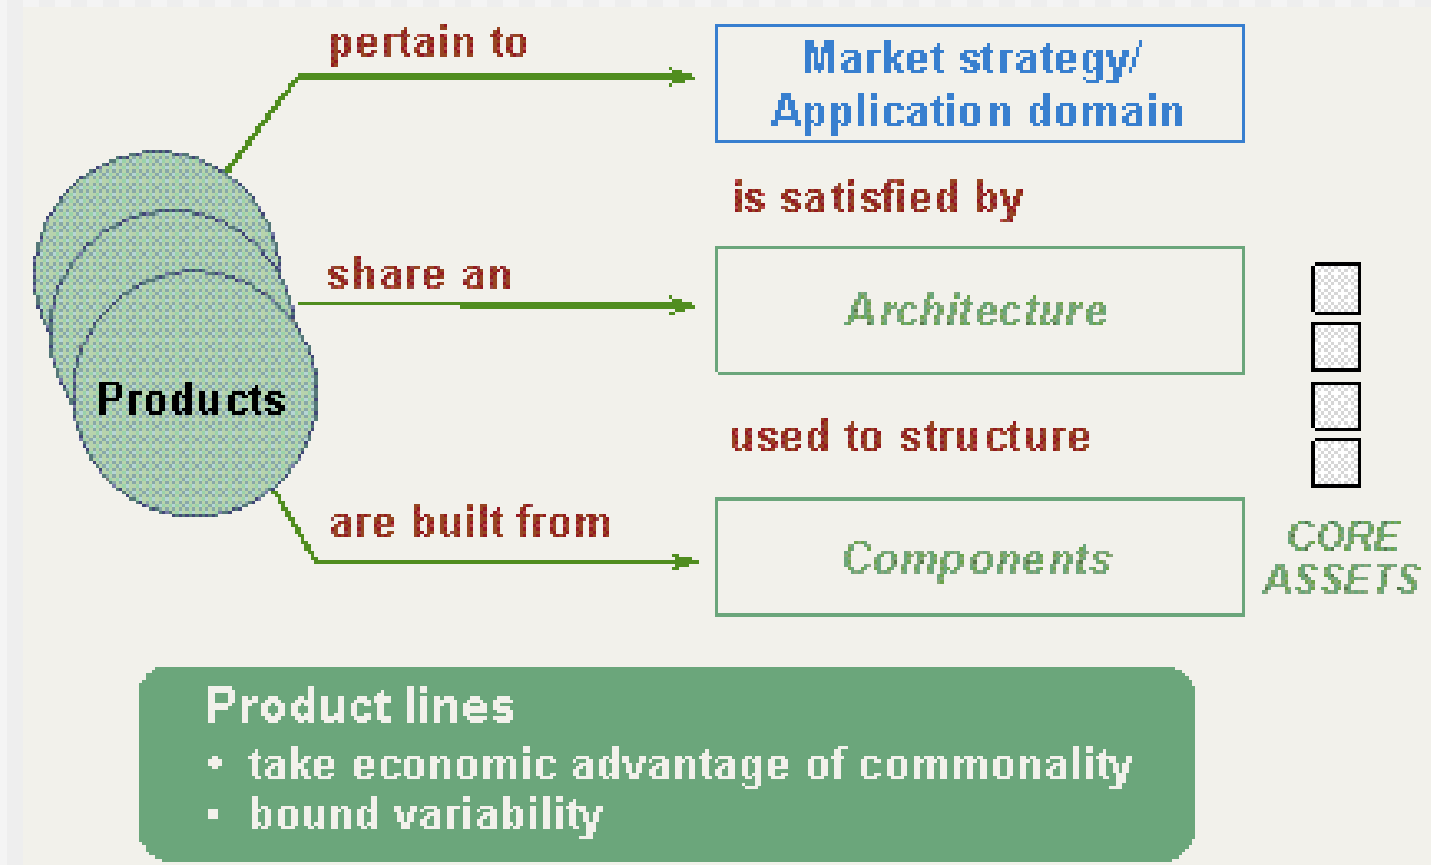 pertain to
Market strategy/
Application domain
is satisfied by
share an
Architecture
Products
used to structure
are built from
Components
CORE
ASSETS
Product lines
• take economic advantage of commonality
▪ bound variability